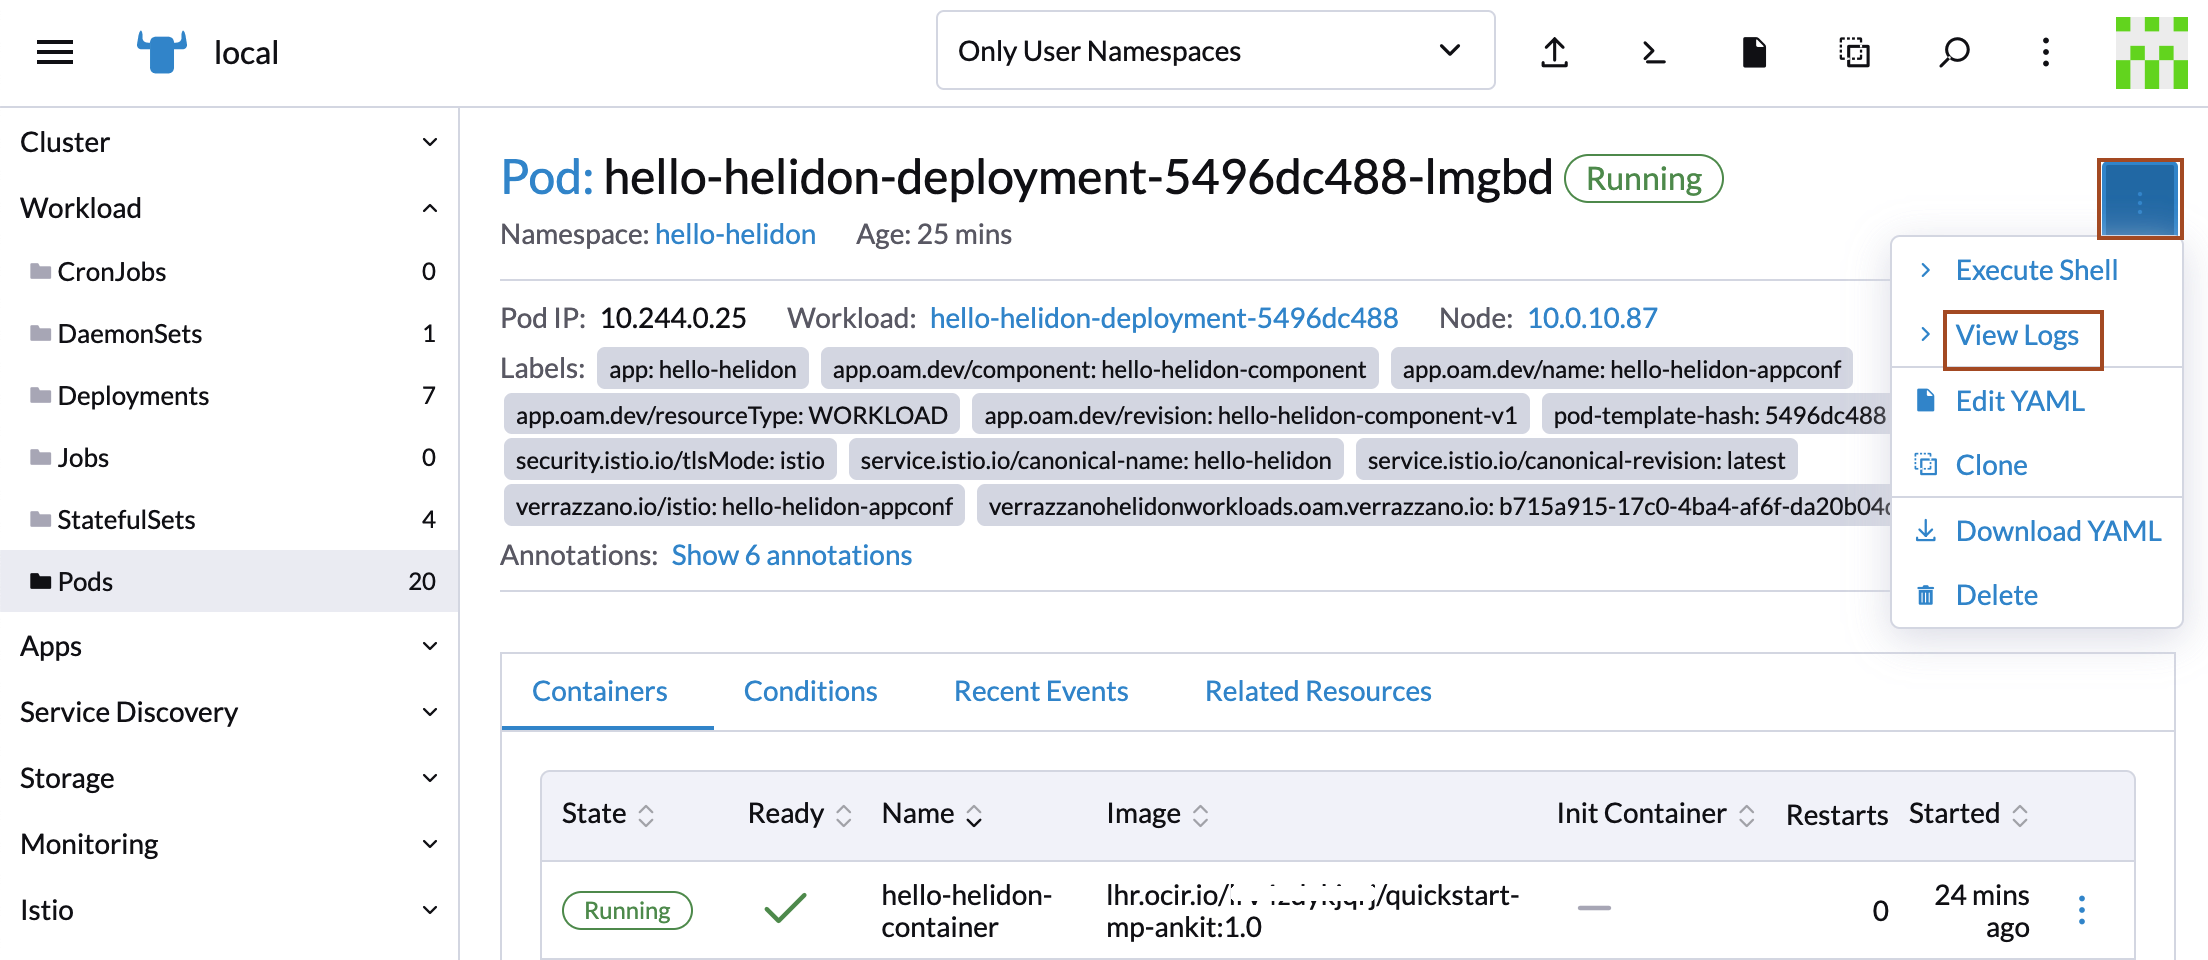 local
Only User Namespaces
Cluster
Workload
CronJobs 0
DaemonSets 1
Deployments 7
Jobs 0
StatefulSets 4
Pods 20
Apps
Service Discovery
Storage
Monitoring
Istio
Pod: hello-helidon-deployment-5496dc488-lmgbd Running
Namespace: hello-helidon Age: 25 mins
Pod IP: 10.244.0.25 Workload: hello-helidon-deployment-5496dc488 Node: 10.0.10.87
Labels: app: hello-helidon app.oam.dev/component: hello-helidon-component app.oam.dev/name: hello-helidon-appconf
app.oam.dev/resourceType: WORKLOAD app.oam.dev/revision: hello-helidon-component-v1 pod-template-hash: 5496dc488
security.istio.io/tlsMode: istio service.istio.io/canonical-name: hello-helidon service.istio.io/canonical-revision: latest
verrazzano.io/istio: hello-helidon-appconf verrazzanohelidonworkloads.oam.verrazzano.io: b715a915-17c0-4ba4-af6f-da20b04
Annotations: Show 6 annotations
Execute Shell
View Logs
Edit YAML
Clone
Download YAML
Delete
Containers Conditions Recent Events Related Resources
State Ready Name Image Init Container Restarts Started
Running hello-helidon- lhr.ocir.io/ /quickstart- — 0 24 mins
container mp-ankit:1.0 ago